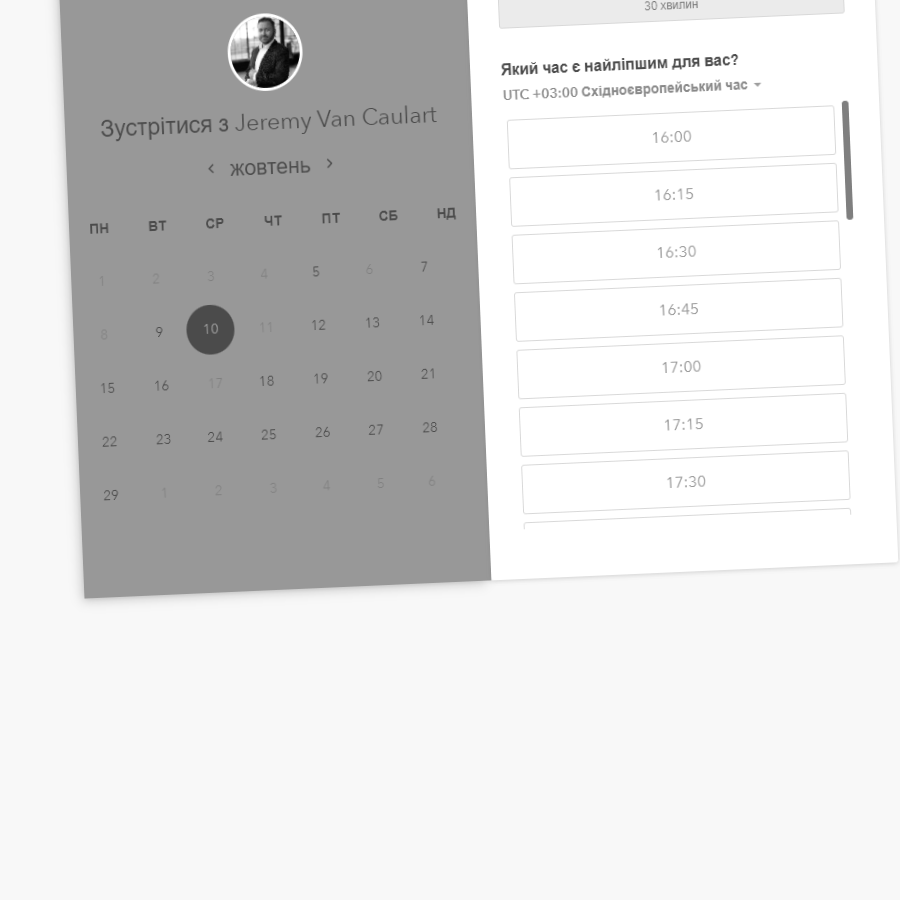 Зустрітися з Jeremy Van Caulart
жовтень
ПН ВТ СР ЧТ ПТ СБ НД
1 2 3 4 5 6 7
8 9 10 11 12 13 14
15 16 17 18 19 20 21
22 23 24 25 26 27 28
29 1 2 3 4 5 6
30 хвилин
Який час є найліпшим для вас?
UTC +03:00 Східноєвропейський час
16:00
16:15
16:30
16:45
17:00
17:15
17:30